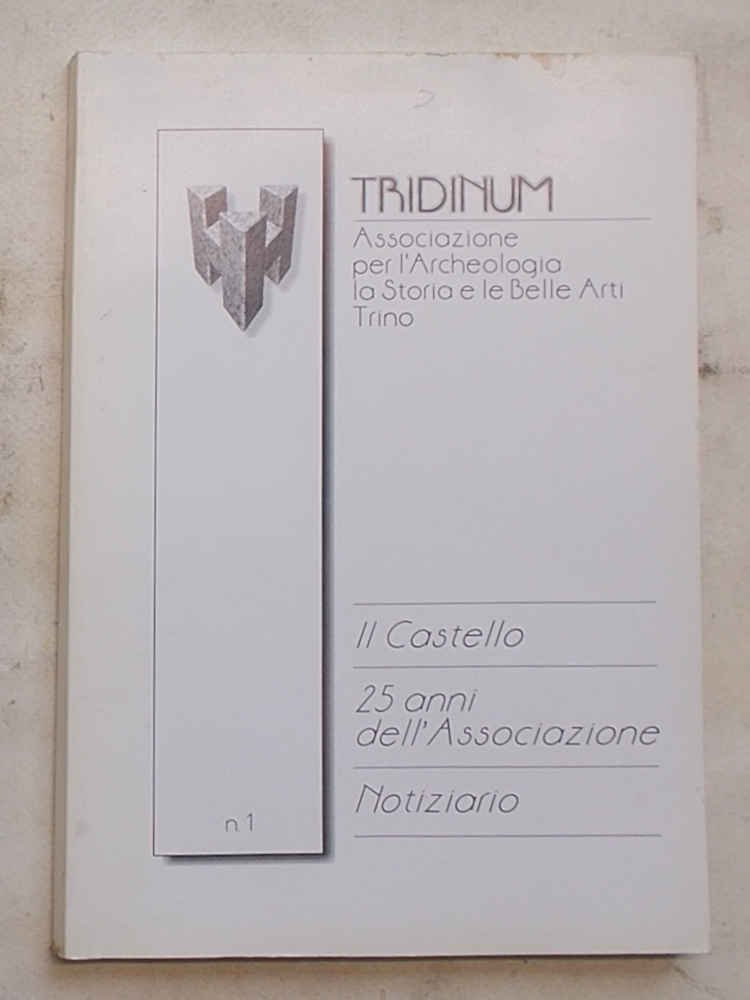 TRIDINUM
Associazione
per l'Archeologia
la Storia e le Belle Arti
Trino
Il Castello
25 anni
dell'Associazione
Notiziario
n. 1